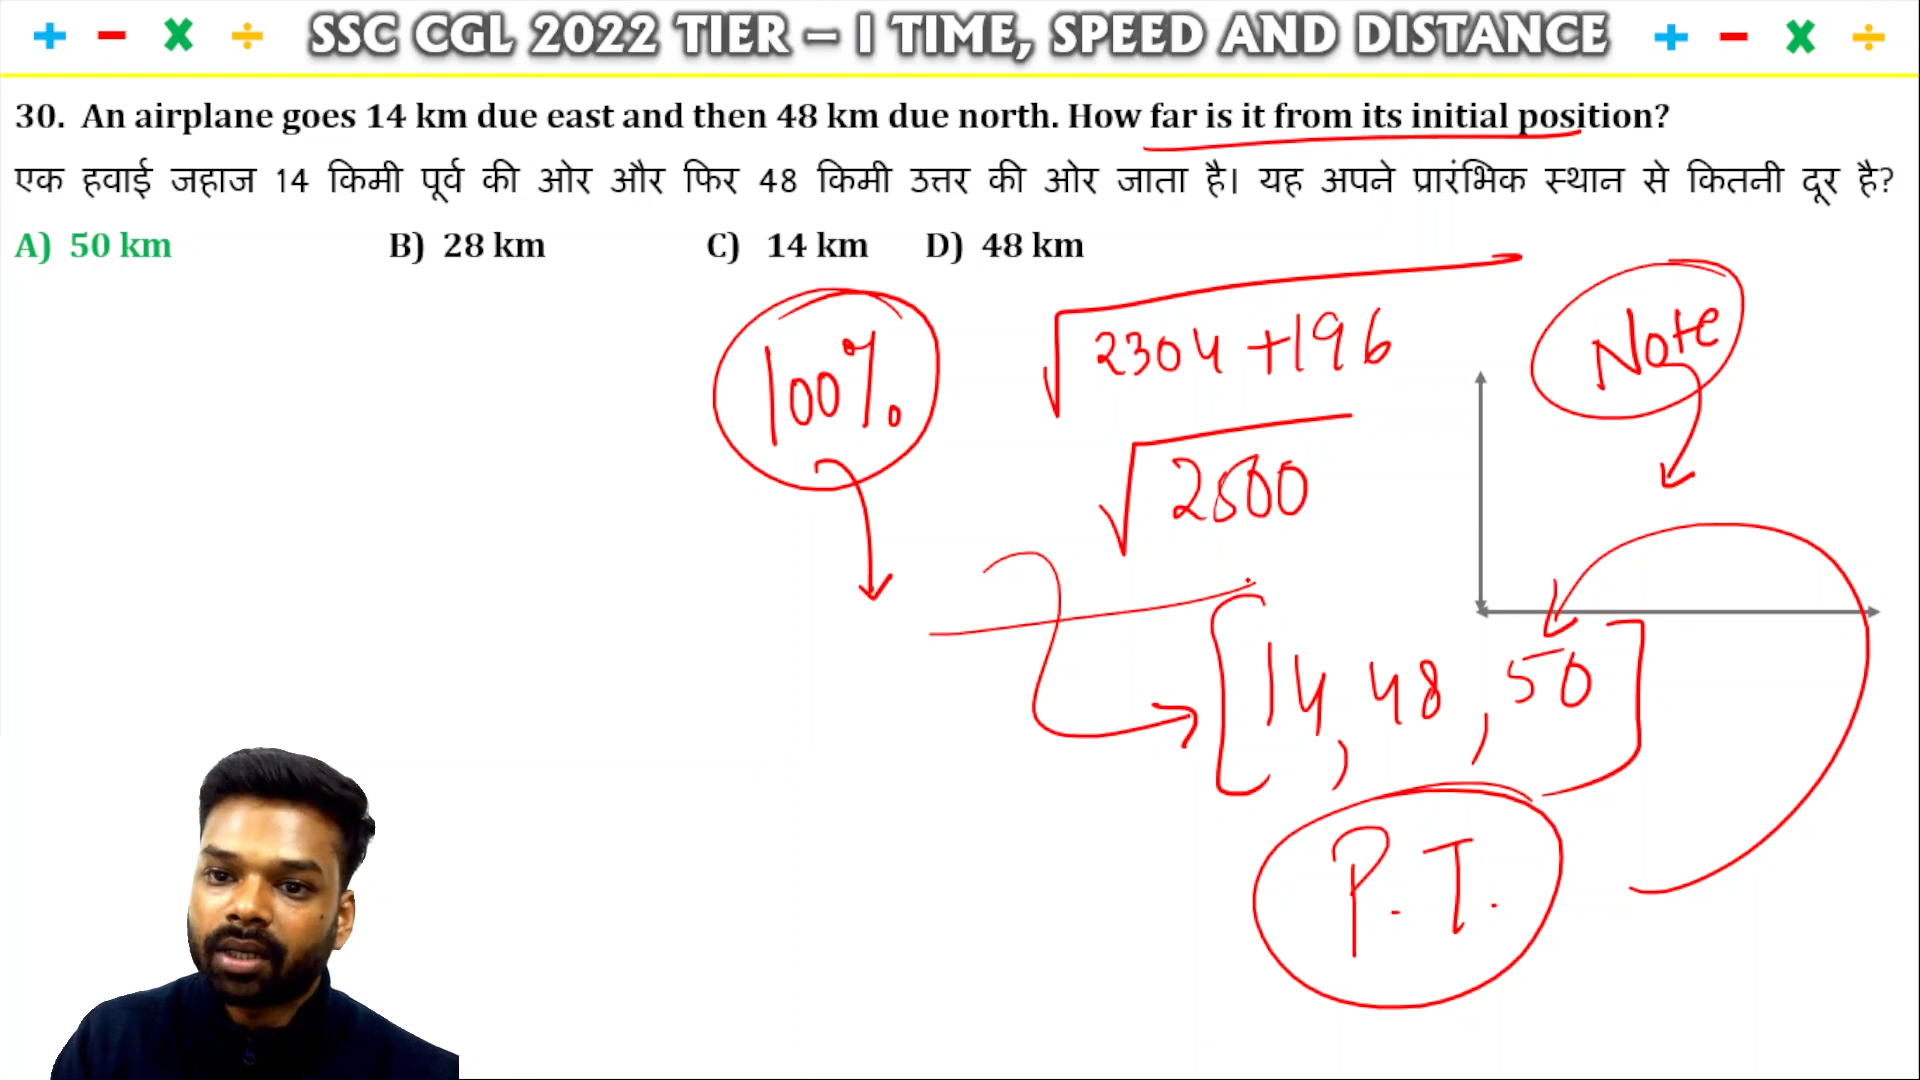 + - × ÷ SSC CGL 2022 TIER – I TIME, SPEED AND DISTANCE + - × ÷
30. An airplane goes 14 km due east and then 48 km due north. How far is it from its initial position?
एक हवाई जहाज 14 किमी पूर्व की ओर और फिर 48 किमी उत्तर की ओर जाता है। यह अपने प्रारंभिक स्थान से कितनी दूर है?
A) 50 km B) 28 km C) 14 km D) 48 km
100%
√2304+196
Note
√2500
[14, 48, 50]
P.T.